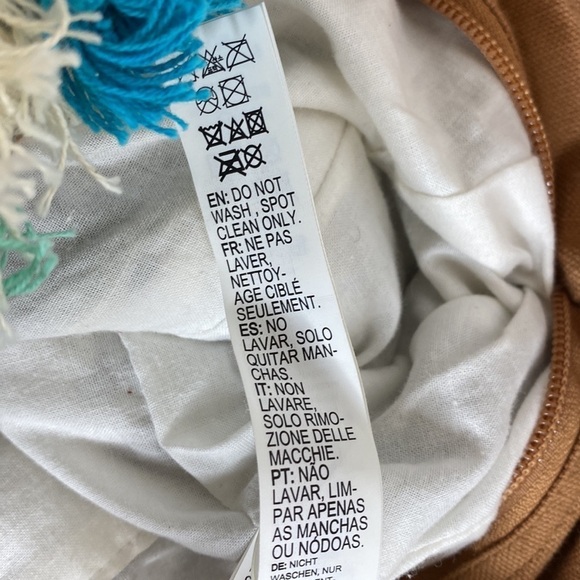 EN: DO NOT
WASH , SPOT
CLEAN ONLY.
FR: NE PAS
LAVER,
NETTOY-
AGE CIBLÉ
SEULEMENT.
ES: NO
LAVAR, SOLO
QUITAR MAN-
CHAS.
IT: NON
LAVARE,
SOLO RIMO-
ZIONE DELLE
MACCHIE.
PT: NÃO
LAVAR, LIM-
PAR APENAS
AS MANCHAS
OU NÓDOAS.
DE: NICHT
WASCHEN, NUR